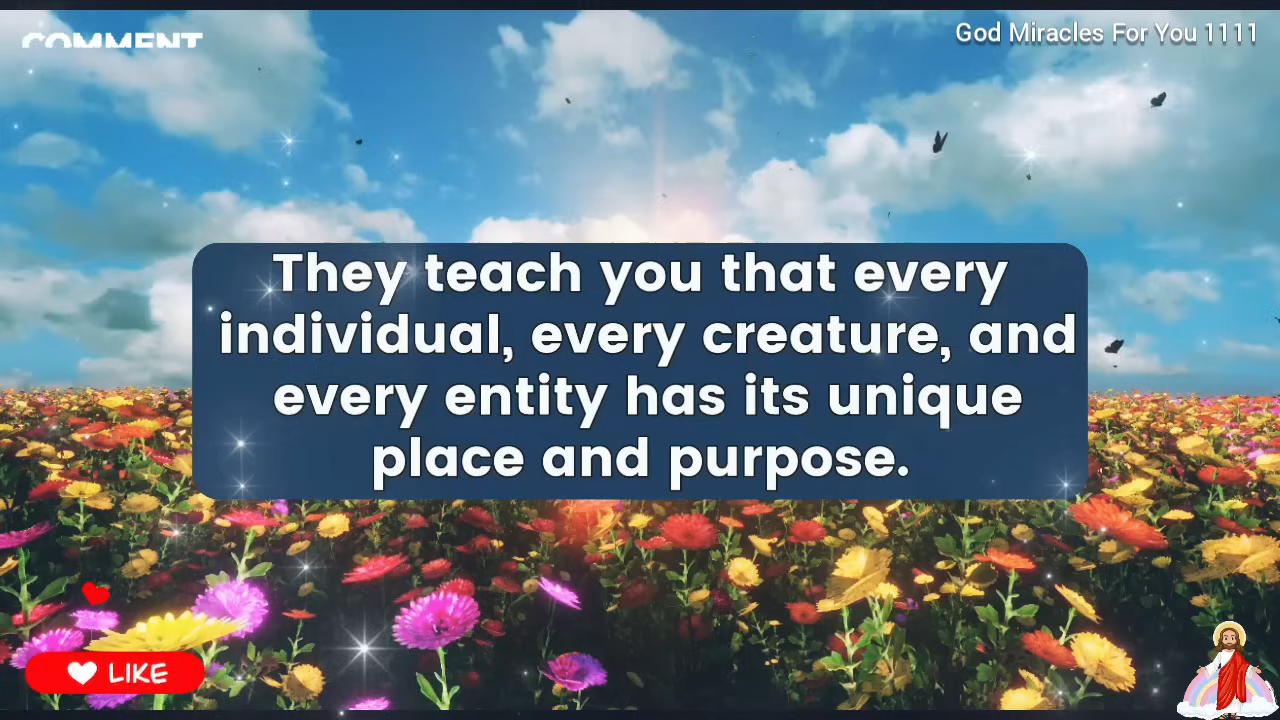 COMMENT
God Miracles For You 1111
They teach you that every
individual, every creature, and
every entity has its unique
place and purpose.
LIKE